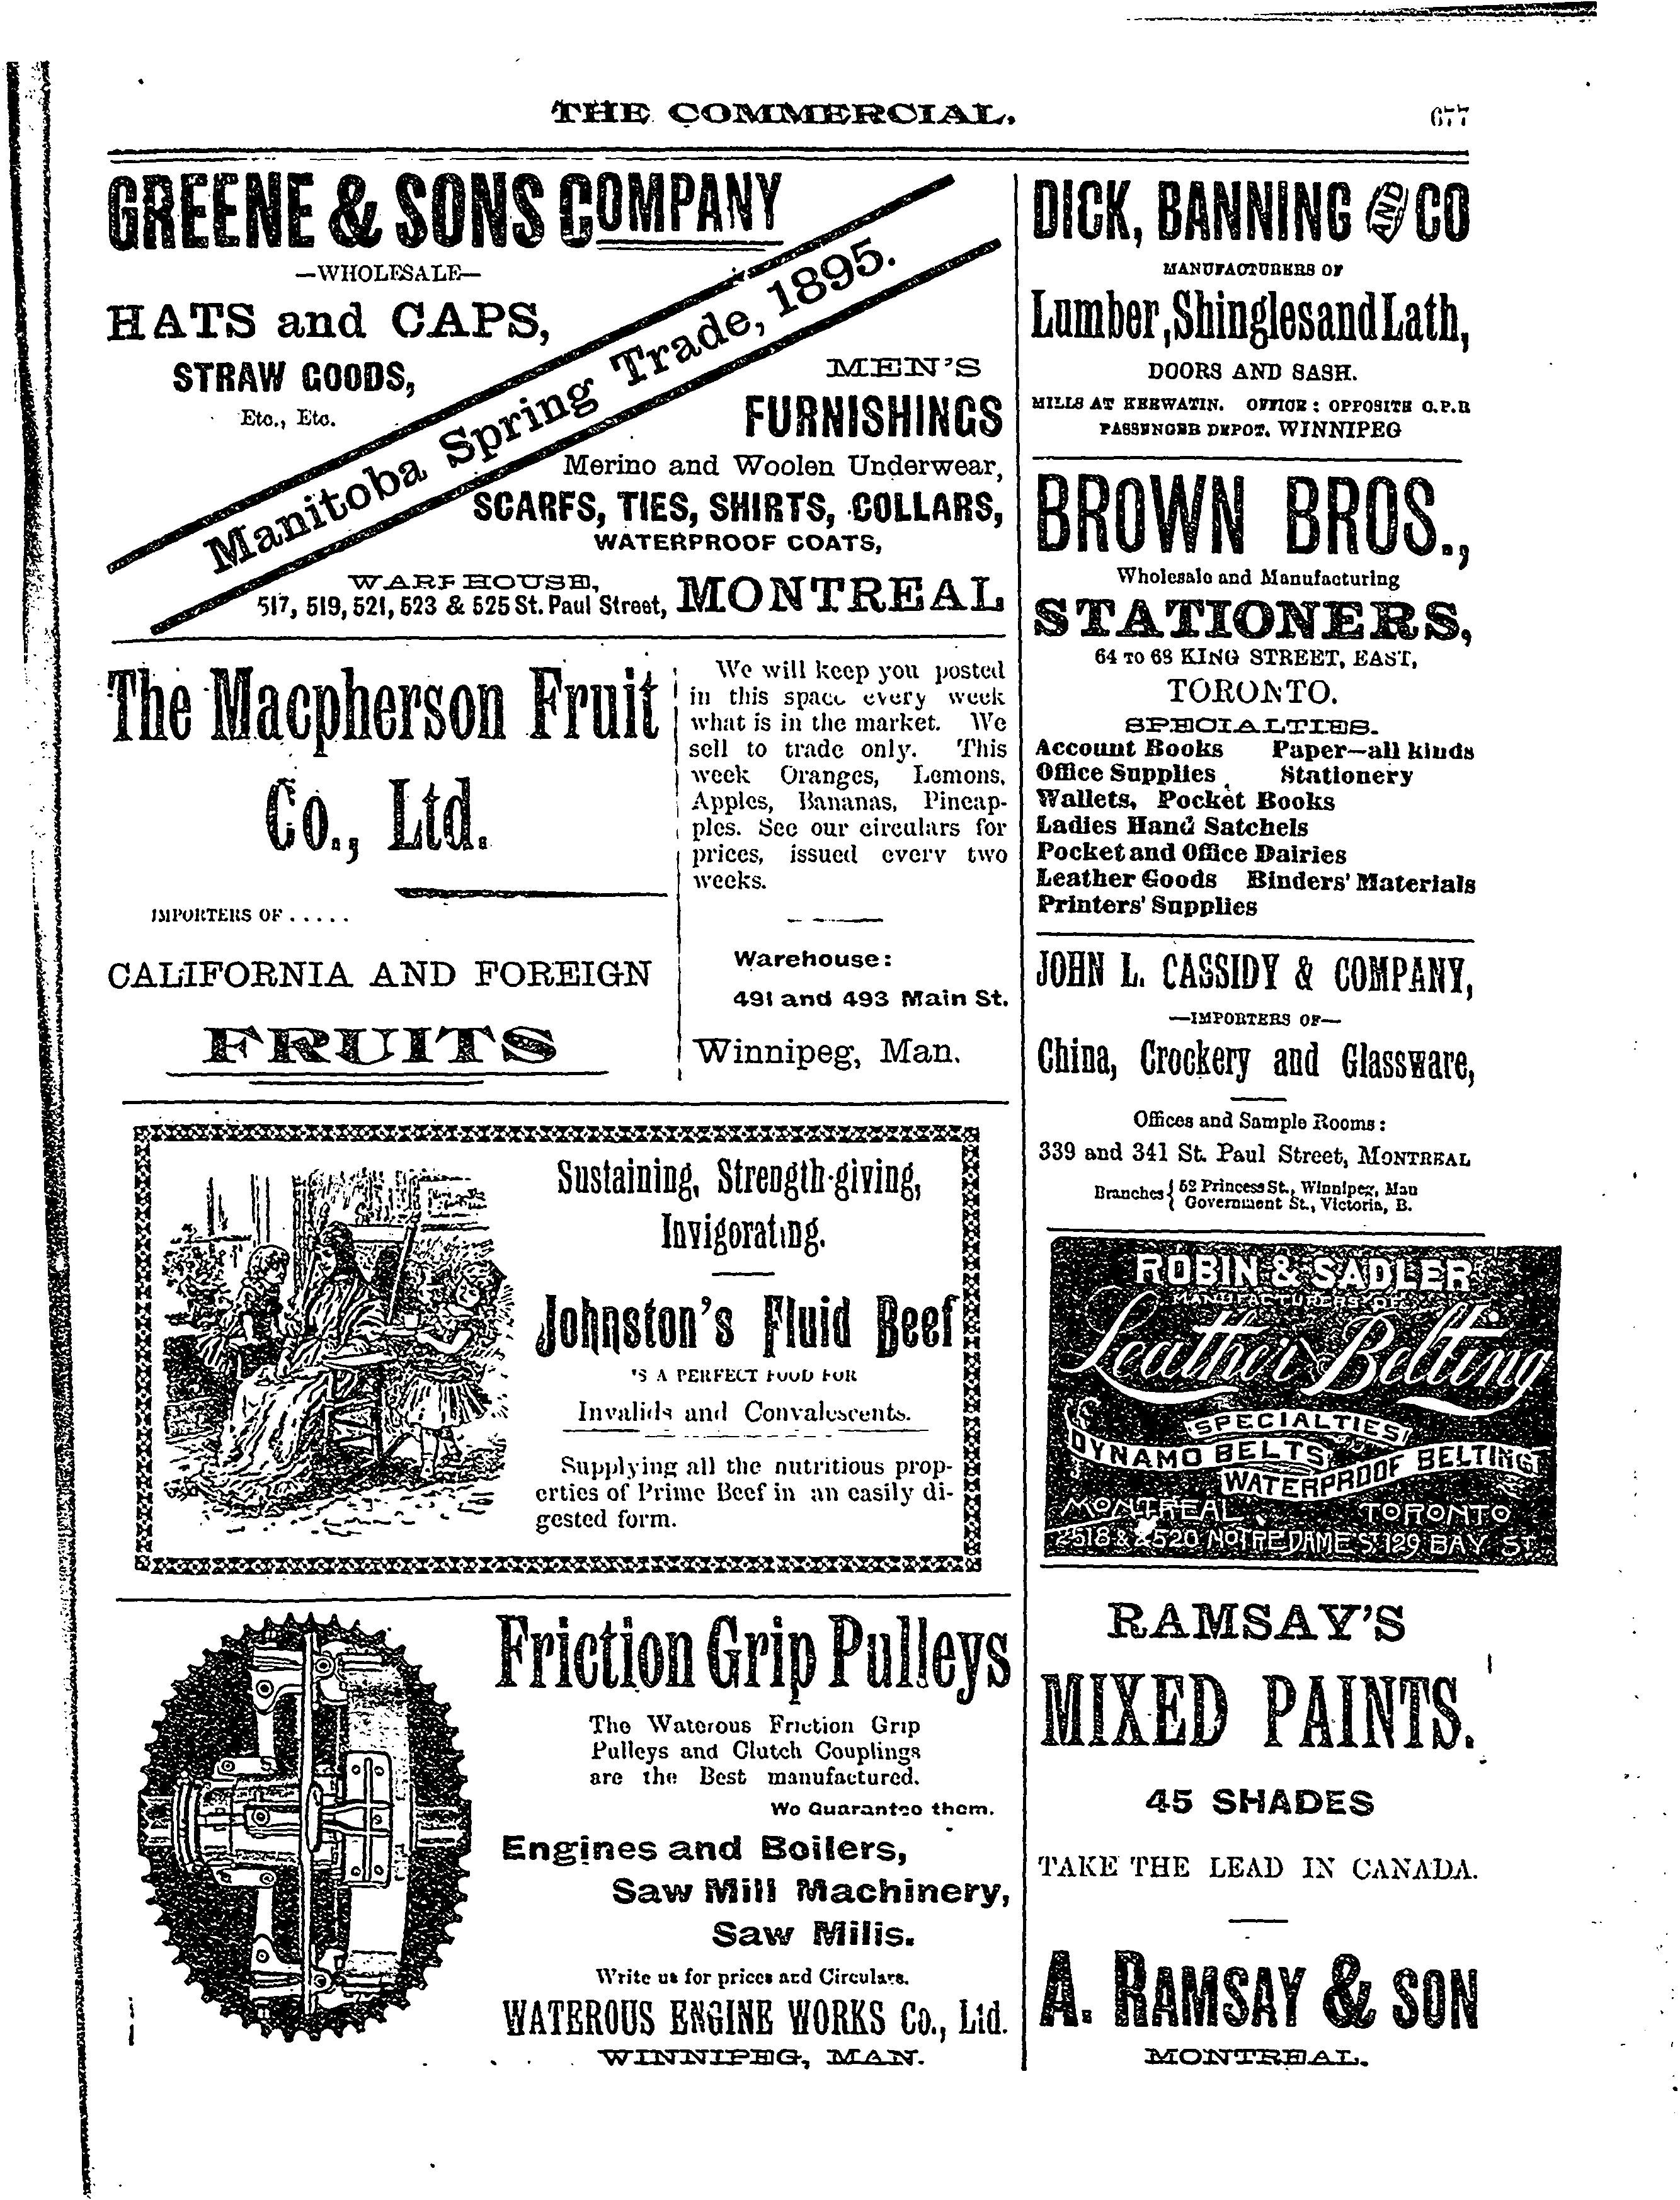 THE COMMERCIAL.
677
GREENE & SONS COMPANY
—WHOLESALE—
HATS and CAPS,
STRAW GOODS,
Etc., Etc.
Manitoba Spring Trade, 1895.
MEN'S
FURNISHINGS
Merino and Woolen Underwear,
SCARFS, TIES, SHIRTS, COLLARS,
WATERPROOF COATS,
WAREHOUSE,
517, 519, 521, 523 & 525 St. Paul Street, MONTREAL
The Macpherson Fruit
Co., Ltd.
IMPORTERS OF . . . . .
CALIFORNIA AND FOREIGN
FRUITS
We will keep you posted
in this space every week
what is in the market. We
sell to trade only. This
week Oranges, Lemons,
Apples, Bananas, Pineap-
ples. See our circulars for
prices, issued every two
weeks.
Warehouse:
491 and 493 Main St.
Winnipeg, Man.
Sustaining, Strength-giving,
Invigorating.
Johnston's Fluid Beef
'S A PERFECT FOOD FOR
Invalids and Convalescents.
Supplying all the nutritious prop-
erties of Prime Beef in an easily di-
gested form.
Friction Grip Pulleys
The Waterous Friction Grip
Pulleys and Clutch Couplings
are the Best manufactured.
We Guarantee them.
Engines and Boilers,
Saw Mill Machinery,
Saw Mills.
Write us for prices and Circulars.
WATEROUS ENGINE WORKS Co., Ltd.
WINNIPEG, MAN.
DICK, BANNING AND CO
MANUFACTURERS OF
Lumber, Shingles and Lath,
DOORS AND SASH.
MILLS AT KEEWATIN. OFFICE: OPPOSITE C.P.R
PASSENGER DEPOT. WINNIPEG
BROWN BROS.,
Wholesale and Manufacturing
STATIONERS,
64 TO 68 KING STREET, EAST,
TORONTO.
SPECIALTIES.
Account Books Paper—all kinds
Office Supplies Stationery
Wallets, Pocket Books
Ladies Hand Satchels
Pocket and Office Dairies
Leather Goods Binders' Materials
Printers' Supplies
JOHN L. CASSIDY & COMPANY,
—IMPORTERS OF—
China, Crockery and Glassware,
Offices and Sample Rooms:
339 and 341 St. Paul Street, MONTREAL
Branches { 52 Princess St., Winnipeg, Man
Government St., Victoria, B.
ROBIN & SADLER
MANUFACTURERS OF
Leather Belting
SPECIALTIES
DYNAMO BELTS
WATERPROOF BELTING
MONTREAL TORONTO
2518 & 2520 NOTRE DAME ST 129 BAY ST
RAMSAY'S
MIXED PAINTS.
45 SHADES
TAKE THE LEAD IN CANADA.
A. RAMSAY & SON
MONTREAL.